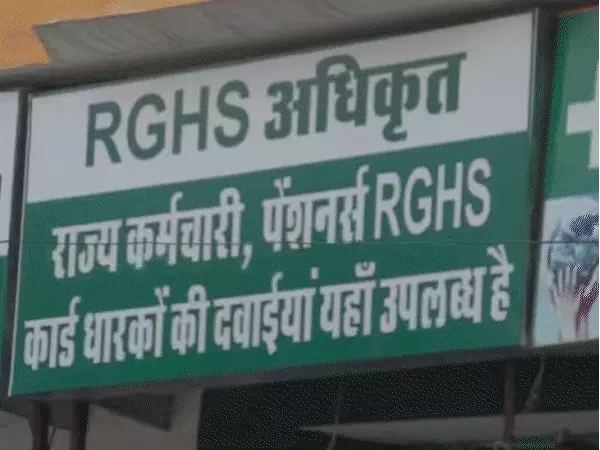 RGHS अधिकृत
राज्य कर्मचारी, पेंशनर्स RGHS
कार्ड धारकों की दवाईयां यहाँ उपलब्ध है